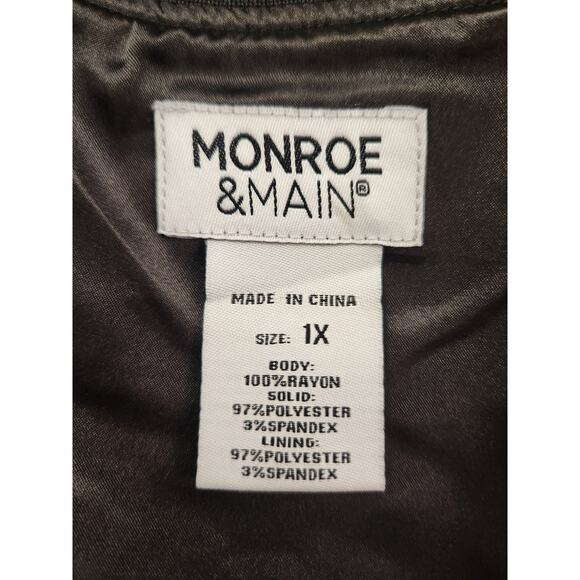 MONROE
&MAIN®
MADE IN CHINA
SIZE: 1X
BODY:
100%RAYON
SOLID:
97%POLYESTER
3%SPANDEX
LINING:
97%POLYESTER
3%SPANDEX